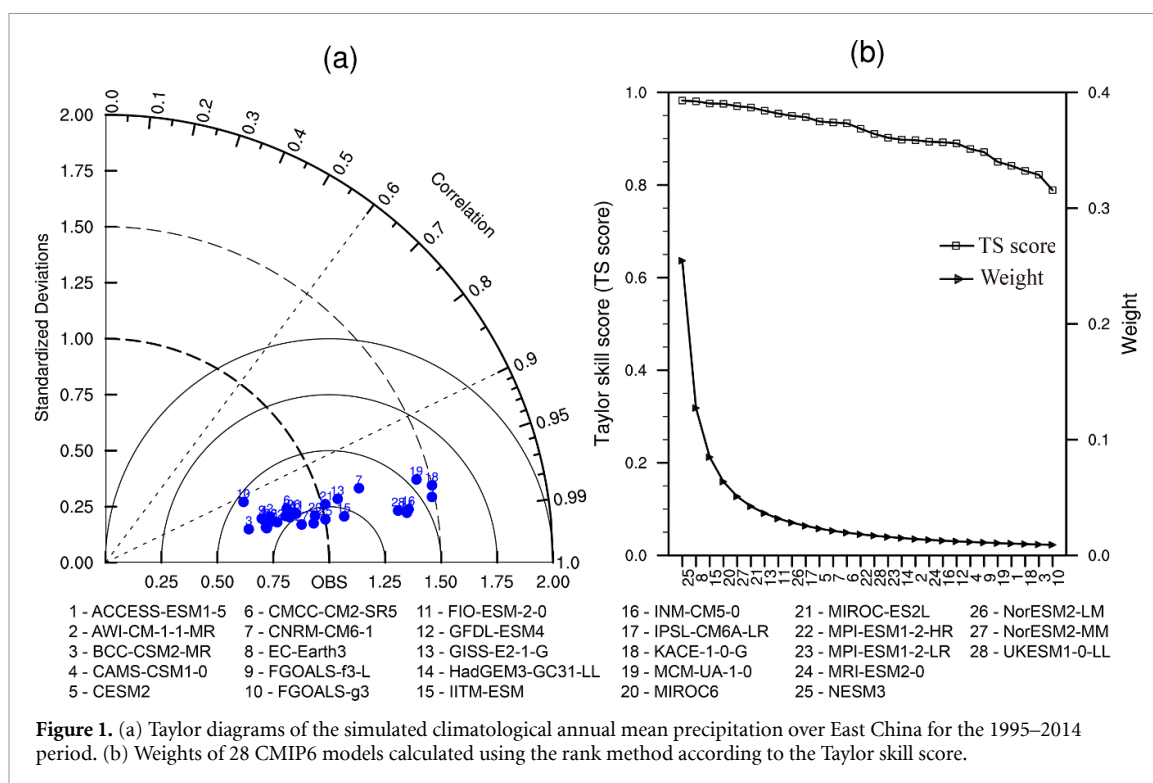 (a)
(b)
0.0
0.1
0.2
0.3
0.4
0.5
0.6
0.7
0.8
0.9
0.95
0.99
1.0
Correlation
Standardized Deviations
2.00
1.75
1.50
1.25
1.00
0.75
0.50
0.25
0.00
0.25 0.50 0.75 OBS 1.25 1.50 1.75 2.00
3
7
13
21
15
28
16
19
18
Taylor skill score (TS score)
1.0
0.8
0.6
0.4
0.2
0.0
TS score
Weight
0.4
0.3
0.2
0.1
0.0
Weight
25 8 15 20 27 21 13 11 26 17 5 7 6 22 28 23 14 2 24 16 12 4 9 19 1 18 3 10
1 - ACCESS-ESM1-5
2 - AWI-CM-1-1-MR
3 - BCC-CSM2-MR
4 - CAMS-CSM1-0
5 - CESM2
6 - CMCC-CM2-SR5
7 - CNRM-CM6-1
8 - EC-Earth3
9 - FGOALS-f3-L
10 - FGOALS-g3
11 - FIO-ESM-2-0
12 - GFDL-ESM4
13 - GISS-E2-1-G
14 - HadGEM3-GC31-LL
15 - IITM-ESM
16 - INM-CM5-0
17 - IPSL-CM6A-LR
18 - KACE-1-0-G
19 - MCM-UA-1-0
20 - MIROC6
21 - MIROC-ES2L
22 - MPI-ESM1-2-HR
23 - MPI-ESM1-2-LR
24 - MRI-ESM2-0
25 - NESM3
26 - NorESM2-LM
27 - NorESM2-MM
28 - UKESM1-0-LL
Figure 1. (a) Taylor diagrams of the simulated climatological annual mean precipitation over East China for the 1995–2014
period. (b) Weights of 28 CMIP6 models calculated using the rank method according to the Taylor skill score.